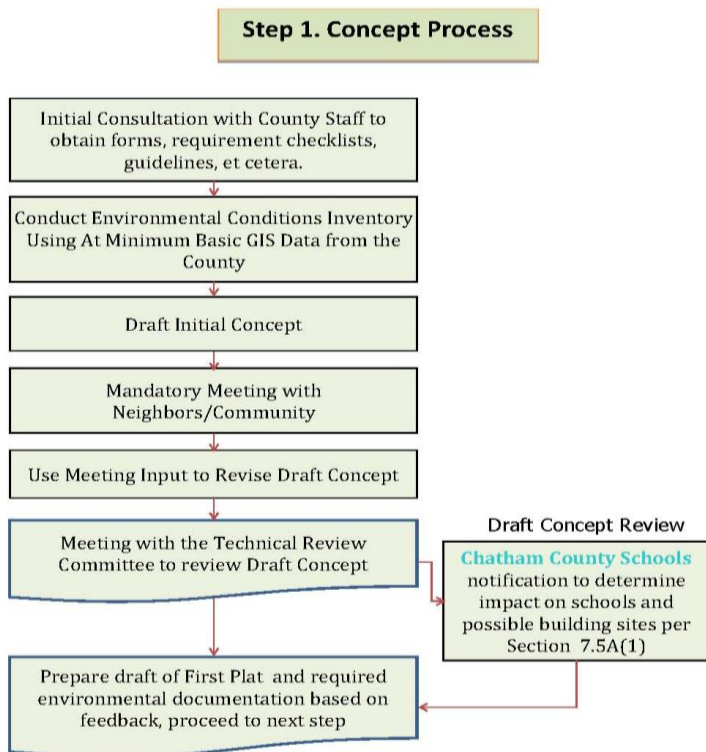 Step 1. Concept Process
Initial Consultation with County Staff to
obtain forms, requirement checklists,
guidelines, et cetera.
Conduct Environmental Conditions Inventory
Using At Minimum Basic GIS Data from the
County
Draft Initial Concept
Mandatory Meeting with
Neighbors/Community
Use Meeting Input to Revise Draft Concept
Meeting with the Technical Review
Committee to review Draft Concept
Draft Concept Review
Chatham County Schools
notification to determine
impact on schools and
possible building sites per
Section 7.5A(1)
Prepare draft of First Plat and required
environmental documentation based on
feedback, proceed to next step